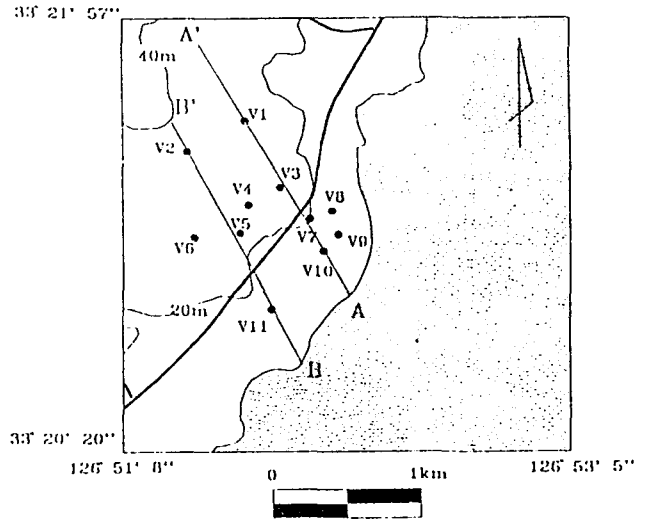 33° 21' 57"
A'
40m
B'
V1
V2
V3
V4
V8
V5
V7
V9
V6
V10
A
20m
V11
B
33° 20' 20"
126° 51' 8"
126° 53' 5"
0
1km